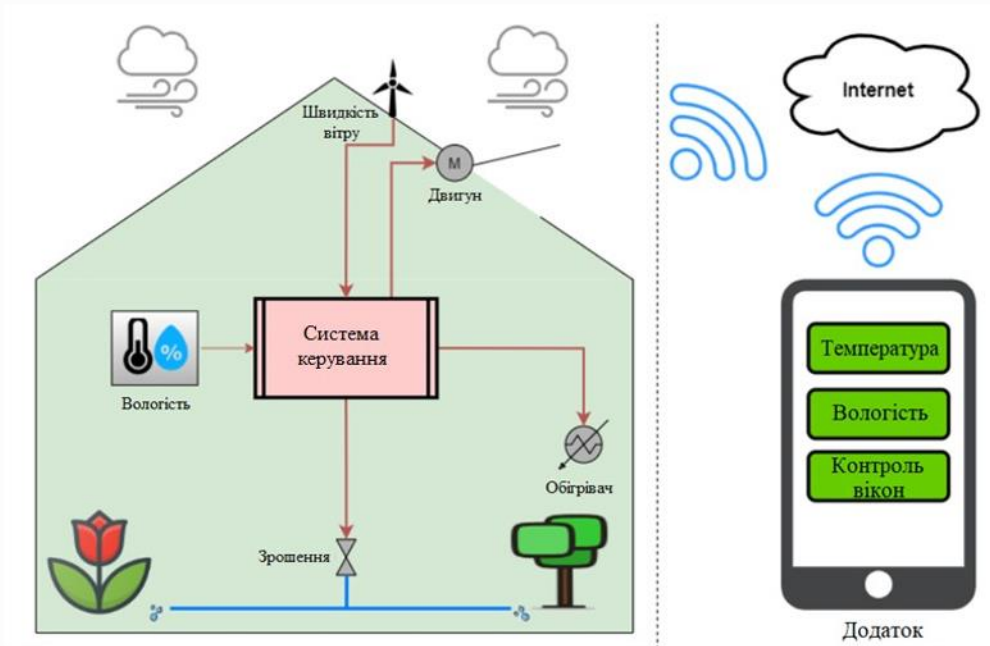 Швидкість
вітру
M
Двигун
Internet
Система
керування
%
Вологість
Обігрівач
Зрошення
Температура
Вологість
Контроль
вікон
Додаток